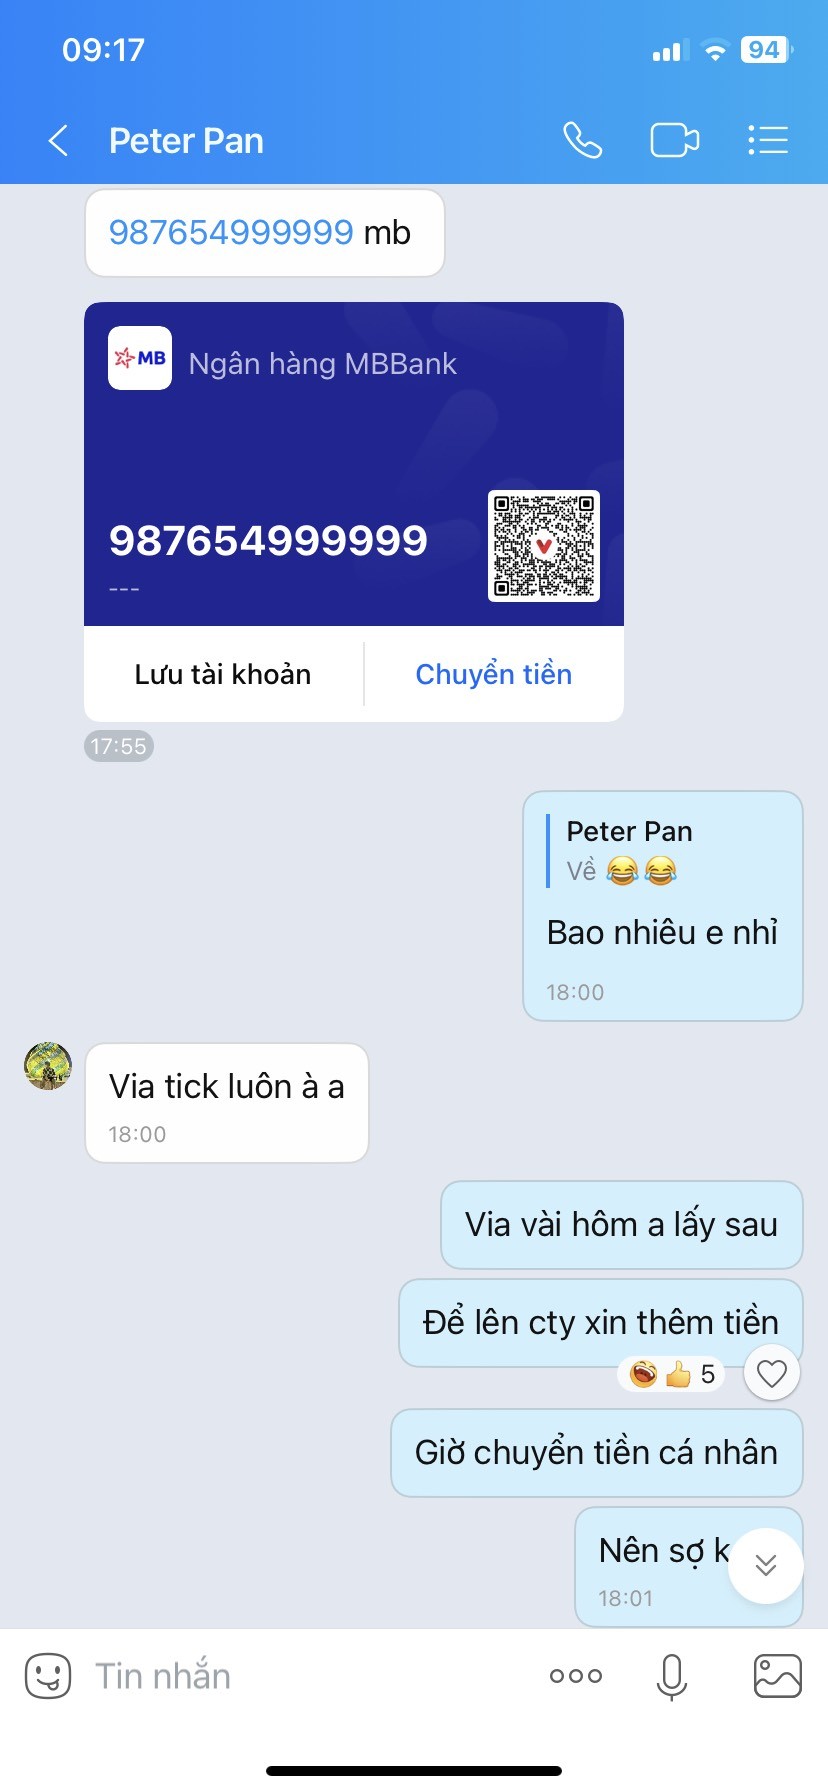 09:17
94
Peter Pan
987654999999 mb
MB
Ngân hàng MBBank
987654999999
---
Lưu tài khoản
Chuyển tiền
17:55
Peter Pan
Về 😂😂
Bao nhiêu e nhỉ
18:00
Via tick luôn à a
18:00
Via vài hôm a lấy sau
Để lên cty xin thêm tiền
5
Giờ chuyển tiền cá nhân
Nên sợ k
18:01
Tin nhắn